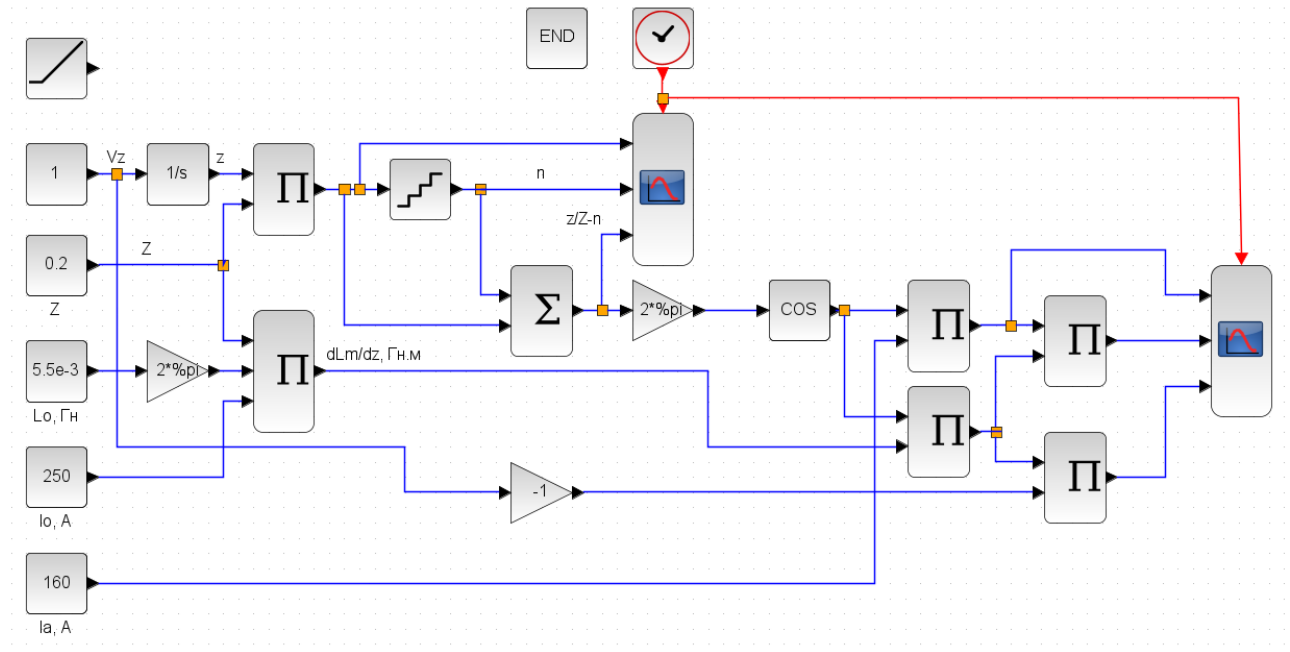 END
Vz
z
1
1/s
Π
n
Z
z/Z-n
0.2
Z
Σ
2*%pi
COS
Π
Π
dLm/dz, Гн.м
5.5e-3
2*%pi
Π
Lo, Гн
Π
250
-1
Π
Io, A
160
Ia, A